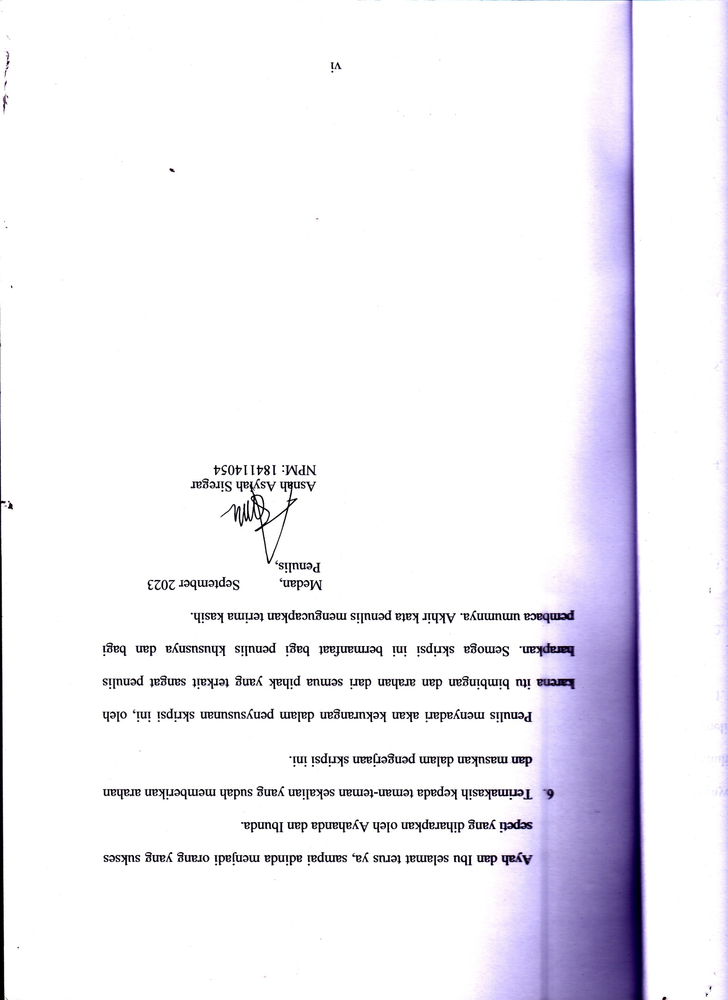 Ayah dan Ibu selamat terus ya, sampai adinda menjadi orang yang sukses
sepeti yang diharapkan oleh Ayahanda dan Ibunda.
6. Terimakasih kepada teman-teman sekalian yang sudah memberikan arahan
dan masukan dalam pengerjaan skripsi ini.
Penulis menyadari akan kekurangan dalam penysusunan skripsi ini, oleh
karena itu bimbingan dan arahan dari semua pihak yang terkait sangat penulis
harapkan. Semoga skripsi ini bermanfaat bagi penulis khususnya dan bagi
pembaca umumnya. Akhir kata penulis mengucapkan terima kasih.
Medan, September 2023
Penulis,
Asnah Asyiah Siregar
NPM: 184114054
vi